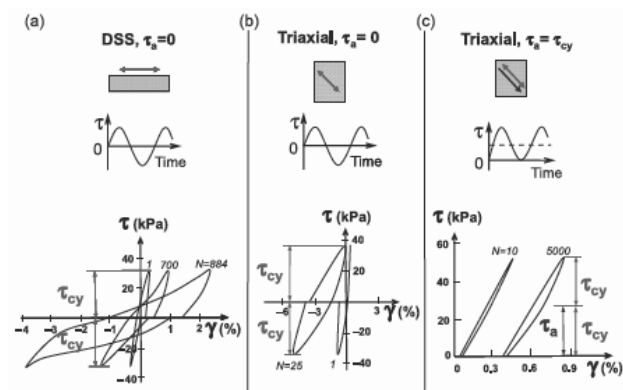 (a)
DSS, τa=0
τ
0
Time
τ (kPa)
1 700 N=884
40
20
τcy
-4 -3 -2 -1 1 2 γ (%)
τcy
-20
-40
(b)
Triaxial, τa = 0
τ
0
Time
τ (kPa)
40
20
τcy
-6 -3 3
γ (%)
τcy
-20
N=25 1
-40
(c)
Triaxial, τa = τcy
τ
0
Time
τ (kPa)
60
N=10 5000
40
τcy
20
τa τcy
0
0 0.3 0.6 0.9 γ (%)